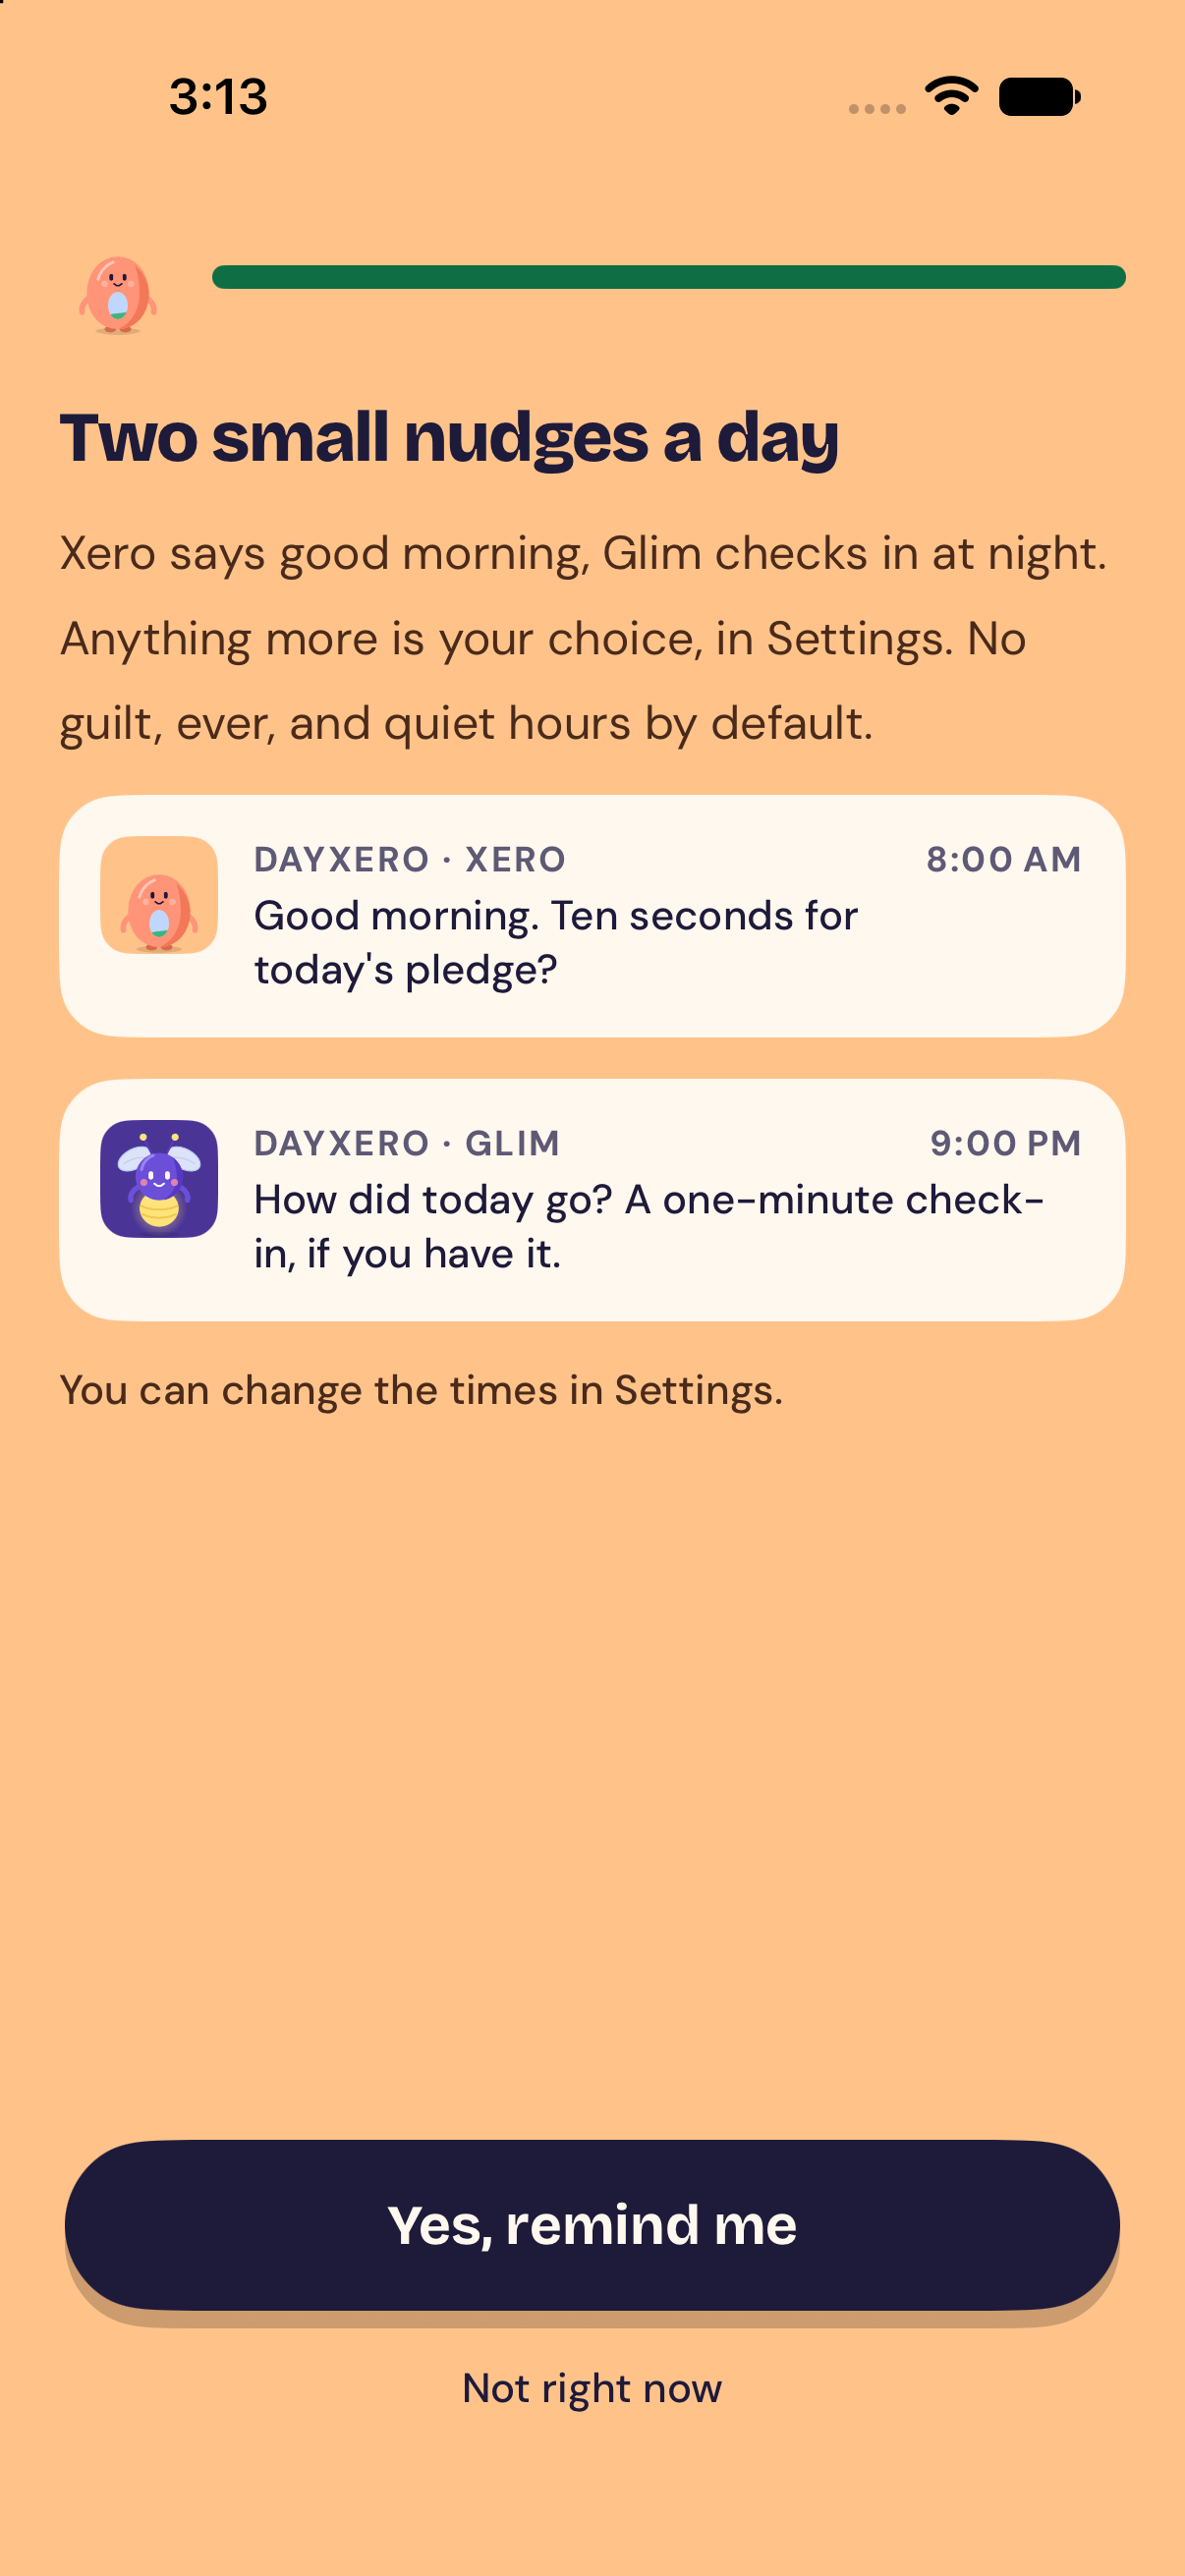 3:13
Two small nudges a day
Xero says good morning, Glim checks in at night.
Anything more is your choice, in Settings. No
guilt, ever, and quiet hours by default.
DAYXERO · XERO 8:00 AM
Good morning. Ten seconds for
today's pledge?
DAYXERO · GLIM 9:00 PM
How did today go? A one-minute check-
in, if you have it.
You can change the times in Settings.
Yes, remind me
Not right now